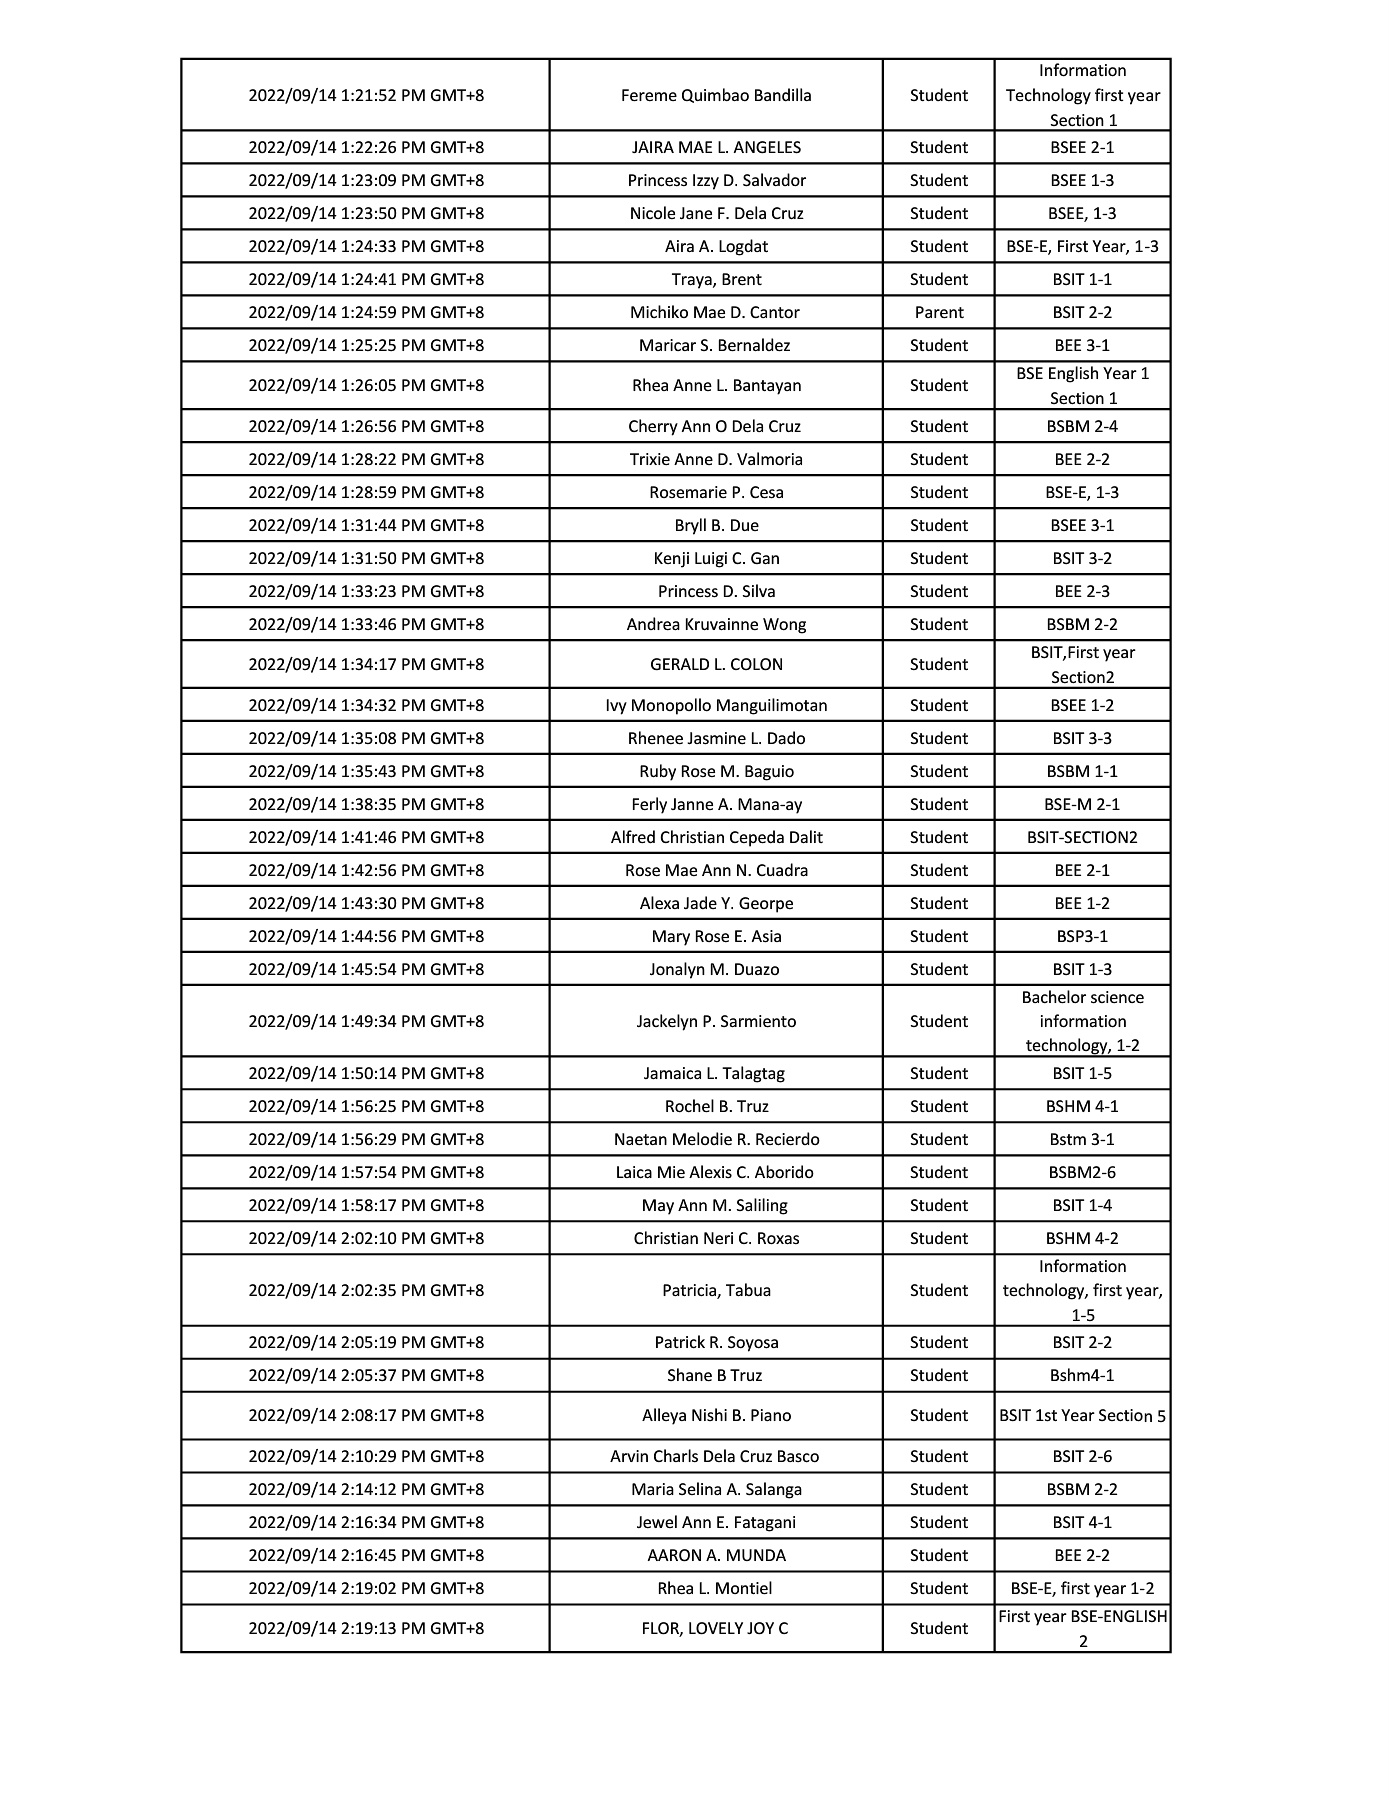 2022/09/14 1:21:52 PM GMT+8 Fereme Quimbao Bandilla Student Information
Technology first year
Section 1
2022/09/14 1:22:26 PM GMT+8 JAIRA MAE L. ANGELES Student BSEE 2-1
2022/09/14 1:23:09 PM GMT+8 Princess Izzy D. Salvador Student BSEE 1-3
2022/09/14 1:23:50 PM GMT+8 Nicole Jane F. Dela Cruz Student BSEE, 1-3
2022/09/14 1:24:33 PM GMT+8 Aira A. Logdat Student BSE-E, First Year, 1-3
2022/09/14 1:24:41 PM GMT+8 Traya, Brent Student BSIT 1-1
2022/09/14 1:24:59 PM GMT+8 Michiko Mae D. Cantor Parent BSIT 2-2
2022/09/14 1:25:25 PM GMT+8 Maricar S. Bernaldez Student BEE 3-1
2022/09/14 1:26:05 PM GMT+8 Rhea Anne L. Bantayan Student BSE English Year 1
Section 1
2022/09/14 1:26:56 PM GMT+8 Cherry Ann O Dela Cruz Student BSBM 2-4
2022/09/14 1:28:22 PM GMT+8 Trixie Anne D. Valmoria Student BEE 2-2
2022/09/14 1:28:59 PM GMT+8 Rosemarie P. Cesa Student BSE-E, 1-3
2022/09/14 1:31:44 PM GMT+8 Bryll B. Due Student BSEE 3-1
2022/09/14 1:31:50 PM GMT+8 Kenji Luigi C. Gan Student BSIT 3-2
2022/09/14 1:33:23 PM GMT+8 Princess D. Silva Student BEE 2-3
2022/09/14 1:33:46 PM GMT+8 Andrea Kruvainne Wong Student BSBM 2-2
2022/09/14 1:34:17 PM GMT+8 GERALD L. COLON Student BSIT,First year
Section2
2022/09/14 1:34:32 PM GMT+8 Ivy Monopollo Manguilimotan Student BSEE 1-2
2022/09/14 1:35:08 PM GMT+8 Rhenee Jasmine L. Dado Student BSIT 3-3
2022/09/14 1:35:43 PM GMT+8 Ruby Rose M. Baguio Student BSBM 1-1
2022/09/14 1:38:35 PM GMT+8 Ferly Janne A. Mana-ay Student BSE-M 2-1
2022/09/14 1:41:46 PM GMT+8 Alfred Christian Cepeda Dalit Student BSIT-SECTION2
2022/09/14 1:42:56 PM GMT+8 Rose Mae Ann N. Cuadra Student BEE 2-1
2022/09/14 1:43:30 PM GMT+8 Alexa Jade Y. Georpe Student BEE 1-2
2022/09/14 1:44:56 PM GMT+8 Mary Rose E. Asia Student BSP3-1
2022/09/14 1:45:54 PM GMT+8 Jonalyn M. Duazo Student BSIT 1-3
2022/09/14 1:49:34 PM GMT+8 Jackelyn P. Sarmiento Student Bachelor science
information
technology, 1-2
2022/09/14 1:50:14 PM GMT+8 Jamaica L. Talagtag Student BSIT 1-5
2022/09/14 1:56:25 PM GMT+8 Rochel B. Truz Student BSHM 4-1
2022/09/14 1:56:29 PM GMT+8 Naetan Melodie R. Recierdo Student Bstm 3-1
2022/09/14 1:57:54 PM GMT+8 Laica Mie Alexis C. Aborido Student BSBM2-6
2022/09/14 1:58:17 PM GMT+8 May Ann M. Saliling Student BSIT 1-4
2022/09/14 2:02:10 PM GMT+8 Christian Neri C. Roxas Student BSHM 4-2
2022/09/14 2:02:35 PM GMT+8 Patricia, Tabua Student Information
technology, first year,
1-5
2022/09/14 2:05:19 PM GMT+8 Patrick R. Soyosa Student BSIT 2-2
2022/09/14 2:05:37 PM GMT+8 Shane B Truz Student Bshm4-1
2022/09/14 2:08:17 PM GMT+8 Alleya Nishi B. Piano Student BSIT 1st Year Section 5
2022/09/14 2:10:29 PM GMT+8 Arvin Charls Dela Cruz Basco Student BSIT 2-6
2022/09/14 2:14:12 PM GMT+8 Maria Selina A. Salanga Student BSBM 2-2
2022/09/14 2:16:34 PM GMT+8 Jewel Ann E. Fatagani Student BSIT 4-1
2022/09/14 2:16:45 PM GMT+8 AARON A. MUNDA Student BEE 2-2
2022/09/14 2:19:02 PM GMT+8 Rhea L. Montiel Student BSE-E, first year 1-2
2022/09/14 2:19:13 PM GMT+8 FLOR, LOVELY JOY C Student First year BSE-ENGLISH
2